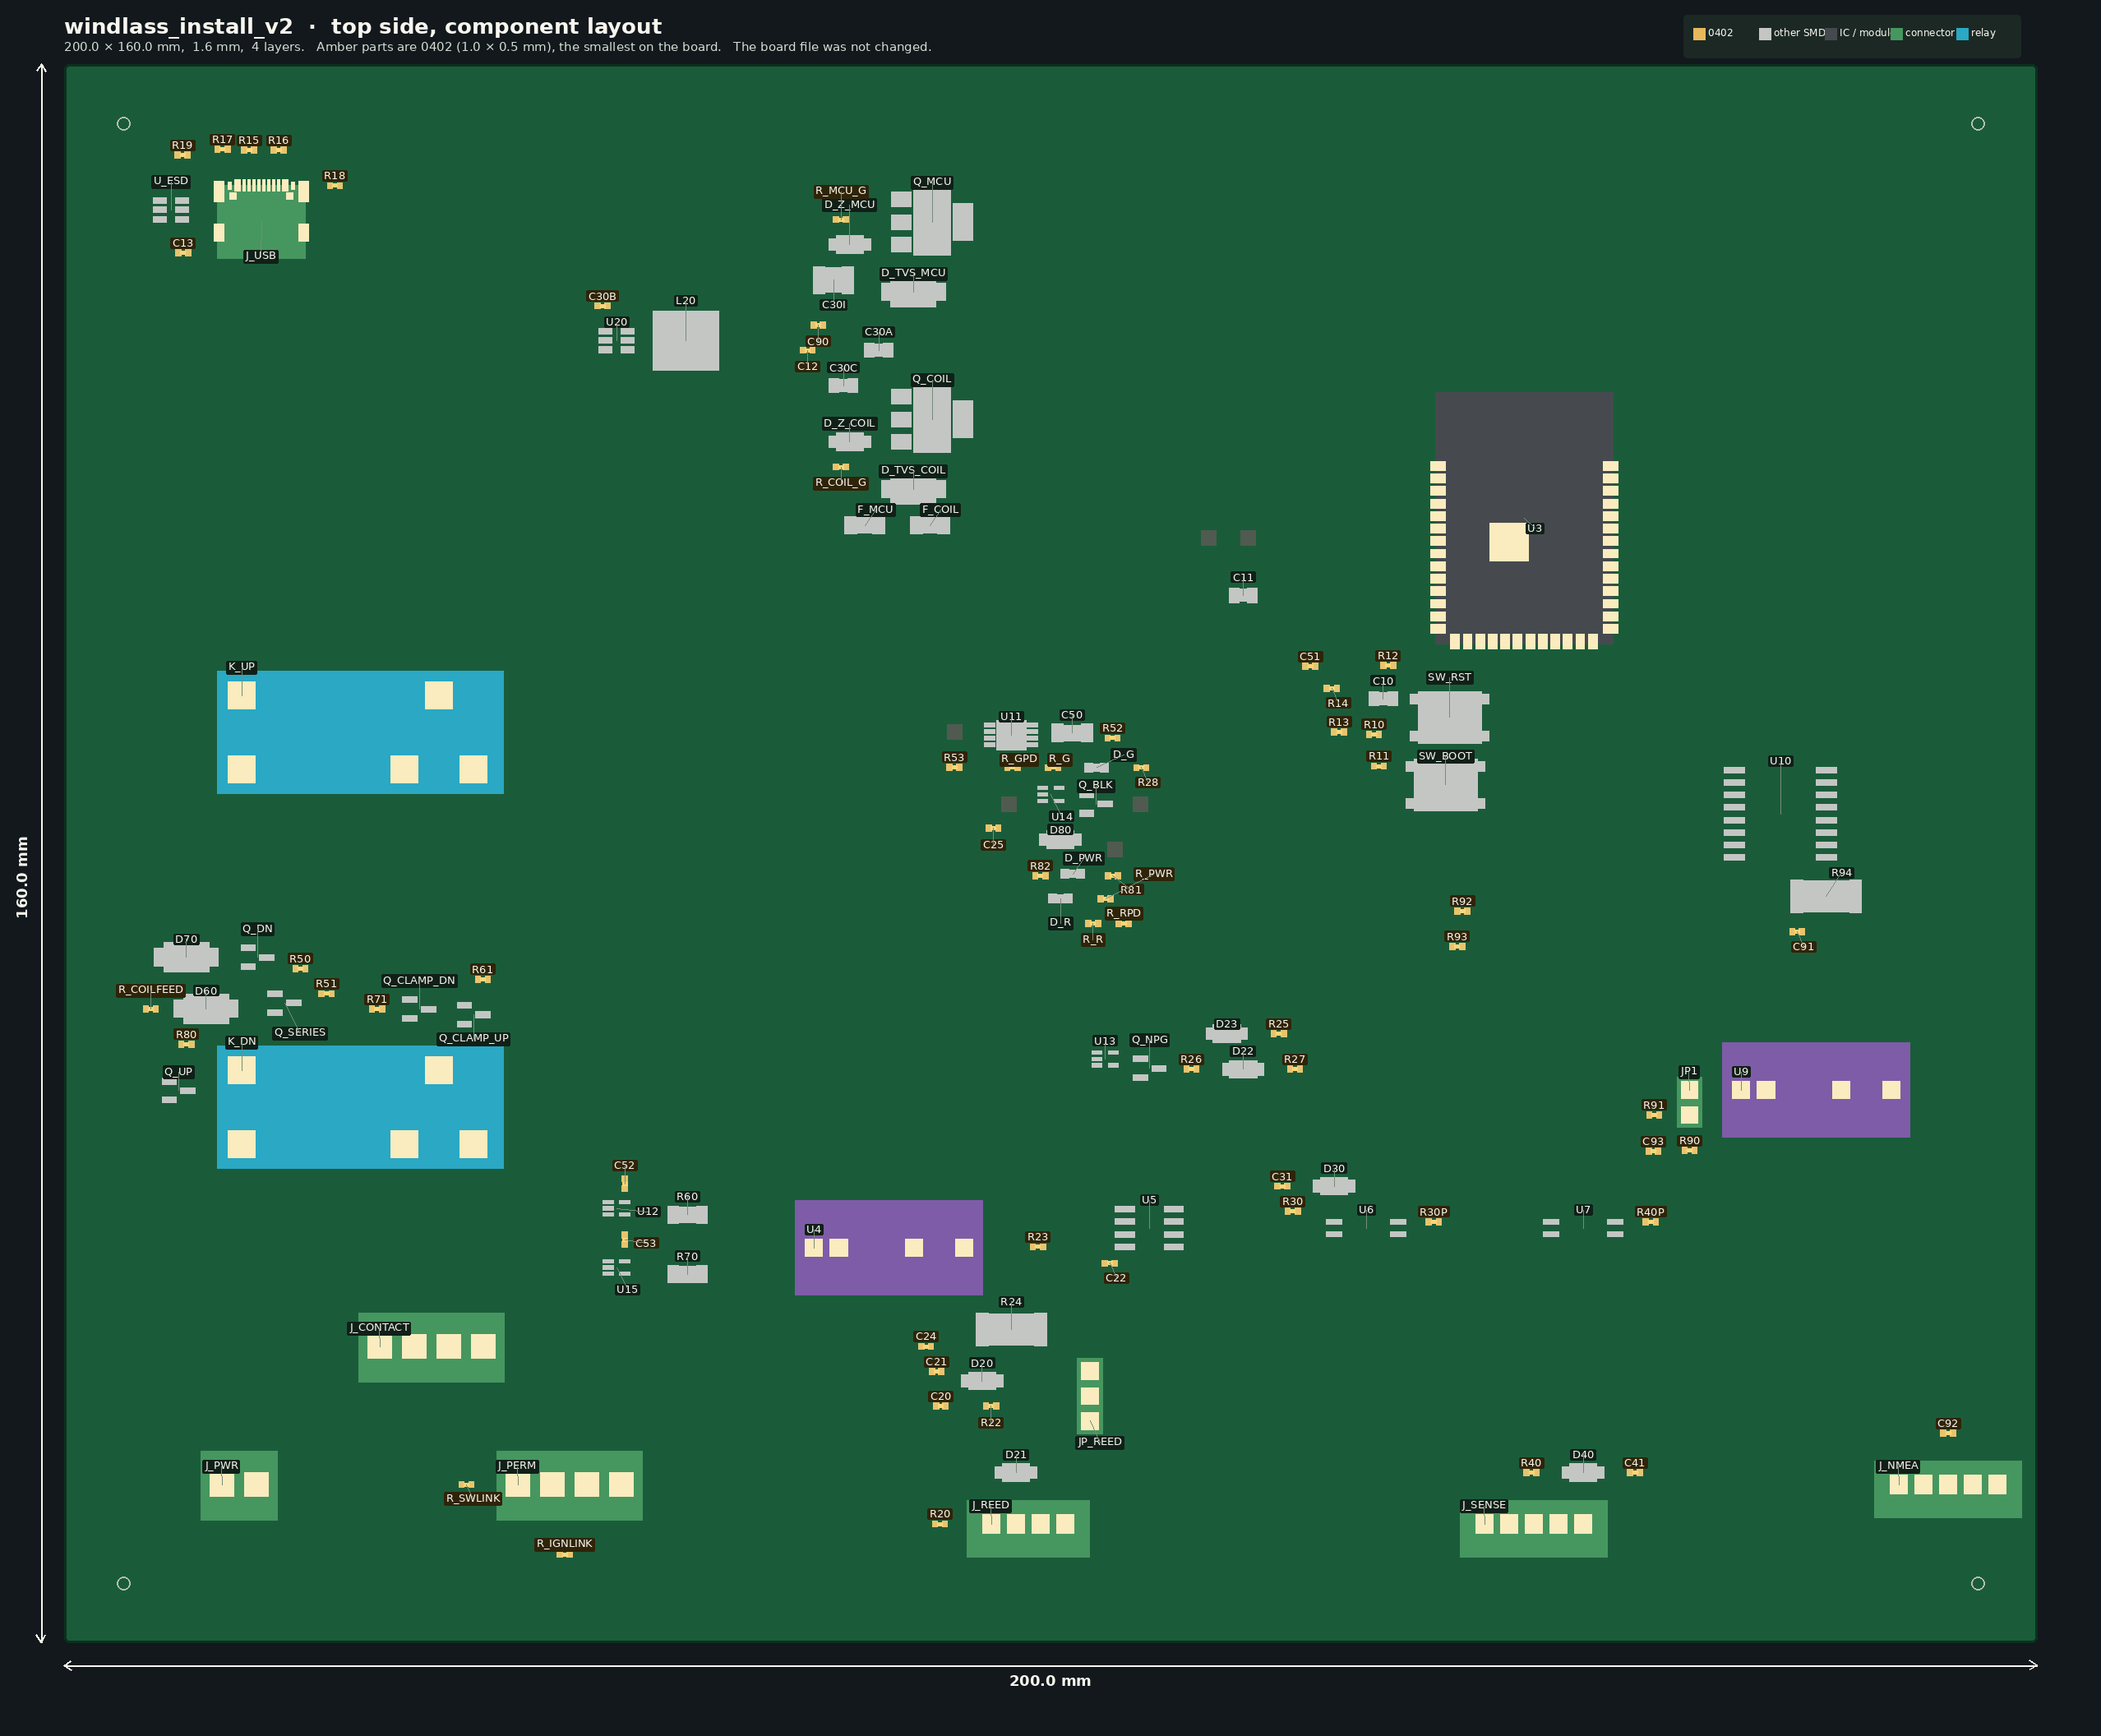 windlass_install_v2 · top side, component layout
200.0 × 160.0 mm, 1.6 mm, 4 layers. Amber parts are 0402 (1.0 × 0.5 mm), the smallest on the board. The board file was not changed.
0402 other SMD IC / modul connector relay
R19 R17 R15 R16
R18
U_ESD
C13
J_USB
R_MCU_G
D_Z_MCU
Q_MCU
D_TVS_MCU
C30B
L20
C30I
U20
C90
C30A
C12
C30C
Q_COIL
D_Z_COIL
D_TVS_COIL
R_COIL_G
F_MCU F_COIL
U3
C11
K_UP
C51 R12
SW_RST
C10
R14
U11 C50
R52
R13 R10
R53 R_GPD R_G D_G
R11 SW_BOOT
U10
R28
Q_BLK
U14
D80
C25
D_PWR
R82
R_PWR
R81
R94
R_RPD
R92
D_R
R_R
R93
C91
D70
Q_DN
R50
R61
Q_CLAMP_DN
R51
R_COILFEED
D60
R71
Q_SERIES
Q_CLAMP_UP
R80
K_DN
D23 R25
U13 Q_NPG
D22
R26 R27
Q_UP
JP1 U9
R91
C93 R90
C52
D30
C31
R60
U12
U5
R30
U6
R30P
U7
R40P
U4
R23
C53
R70
C22
U15
R24
J_CONTACT
C24
C21 D20
C20
R22
JP_REED
C92
J_PWR
J_PERM
D21
R40 D40 C41
J_NMEA
R_SWLINK
J_REED
J_SENSE
R20
R_IGNLINK
160.0 mm
200.0 mm